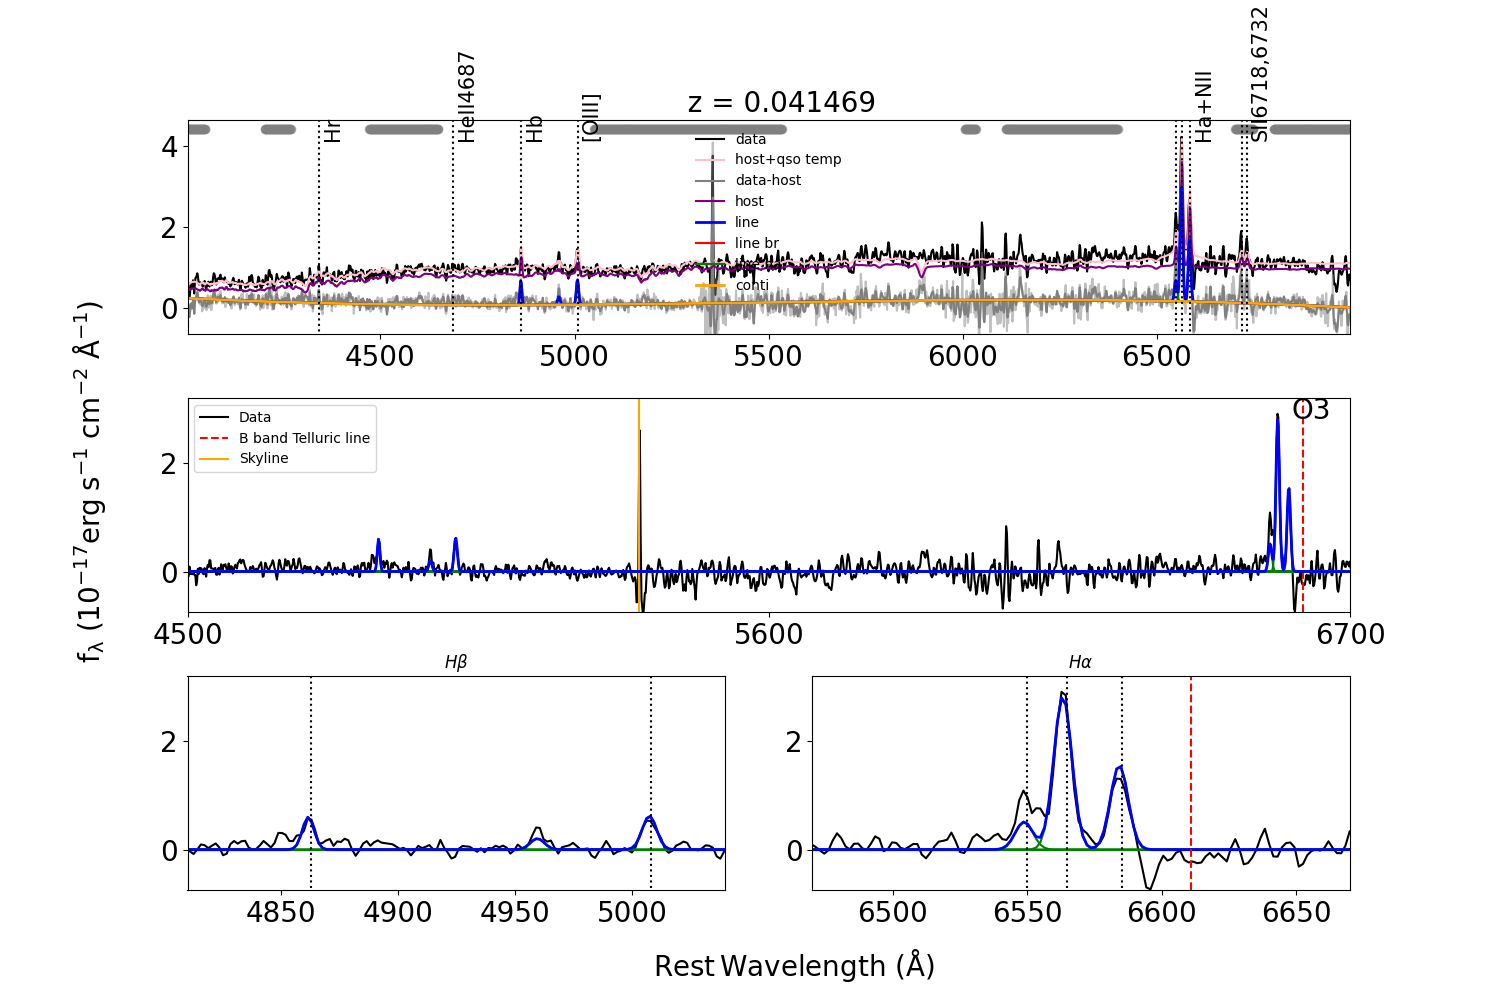 z = 0.041469
Hr
HeII4687
Hb
[OIII]
Ha+NII
SII6718,6732
data
host+qso temp
data-host
host
line
line br
conti
4
2
0
4500
5000
5500
6000
6500
fλ (10⁻¹⁷erg s⁻¹ cm⁻² Å⁻¹)
Data
B band Telluric line
Skyline
O3
2
0
4500
5600
6700
Hβ
2
0
4850
4900
4950
5000
Hα
2
0
6500
6550
6600
6650
Rest Wavelength (Å)